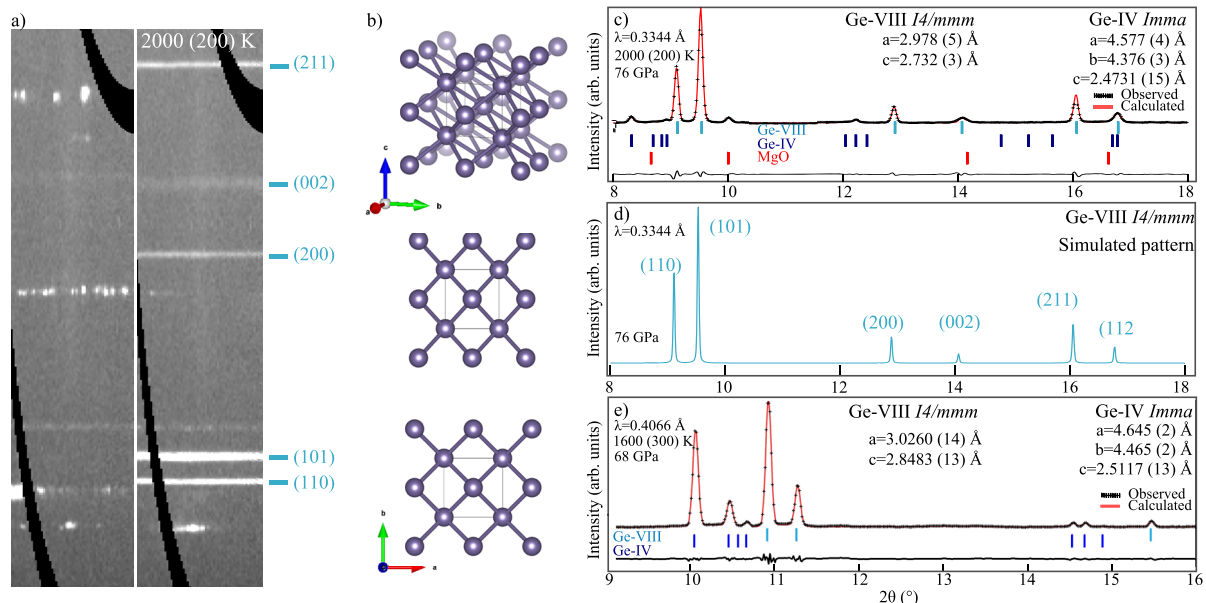 a)
2000 (200) K
(211)
(002)
(200)
(101)
(110)
b)
c
b
a
b
a
c)
Intensity (arb. units)
λ=0.3344 Å
2000 (200) K
76 GPa
Ge-VIII I4/mmm
a=2.978 (5) Å
c=2.732 (3) Å
Ge-IV Imma
a=4.577 (4) Å
b=4.376 (3) Å
c=2.4731 (15) Å
Observed
Calculated
Ge-VIII
Ge-IV
MgO
8 10 12 14 16 18
d)
Intensity (arb. units)
λ=0.3344 Å
76 GPa
Ge-VIII I4/mmm
Simulated pattern
(110)
(101)
(200)
(002)
(211)
(112
8 10 12 14 16 18
e)
Intensity (arb. units)
λ=0.4066 Å
1600 (300) K
68 GPa
Ge-VIII I4/mmm
a=3.0260 (14) Å
c=2.8483 (13) Å
Ge-IV Imma
a=4.645 (2) Å
b=4.465 (2) Å
c=2.5117 (13) Å
Observed
Calculated
Ge-VIII
Ge-IV
9 10 11 12 13 14 15 16
2θ (°)